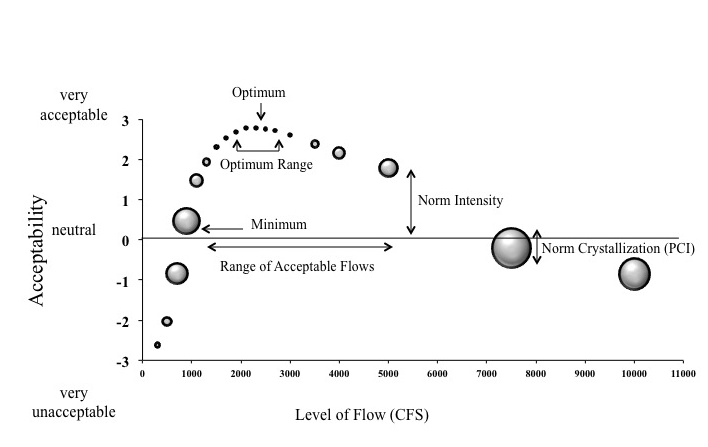 very
acceptable
Optimum
3
2
Optimum Range
1
Norm Intensity
Acceptability
neutral
Minimum
0
Norm Crystallization (PCI)
Range of Acceptable Flows
-1
-2
-3
0 1000 2000 3000 4000 5000 6000 7000 8000 9000 10000 11000
very
unacceptable
Level of Flow (CFS)